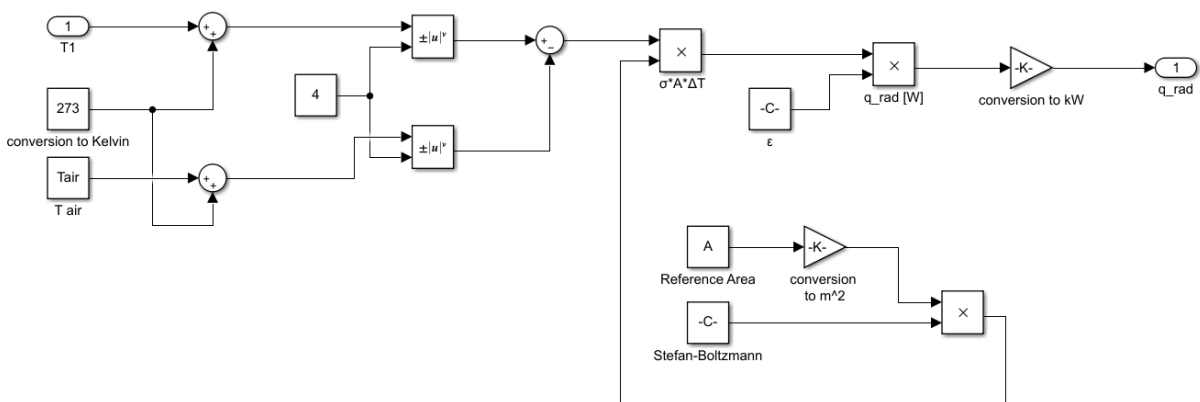 1
T1
+
+
±|u|ᵛ
+
−
×
σ*A*ΔT
×
q_rad [W]
-K-
conversion to kW
1
q_rad
273
conversion to Kelvin
4
-C-
ε
±|u|ᵛ
Tair
T air
+
+
A
Reference Area
-K-
conversion
to m^2
-C-
Stefan-Boltzmann
×